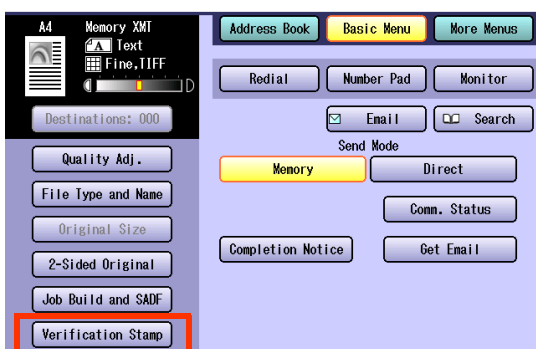 A4 Memory XMT
A Text
Fine,TIFF
D
Destinations: 000
Quality Adj.
File Type and Name
Original Size
2-Sided Original
Job Build and SADF
Verification Stamp
Address Book Basic Menu More Menus
Redial Number Pad Monitor
Email Search
Send Mode
Memory Direct
Comm. Status
Completion Notice Get Email